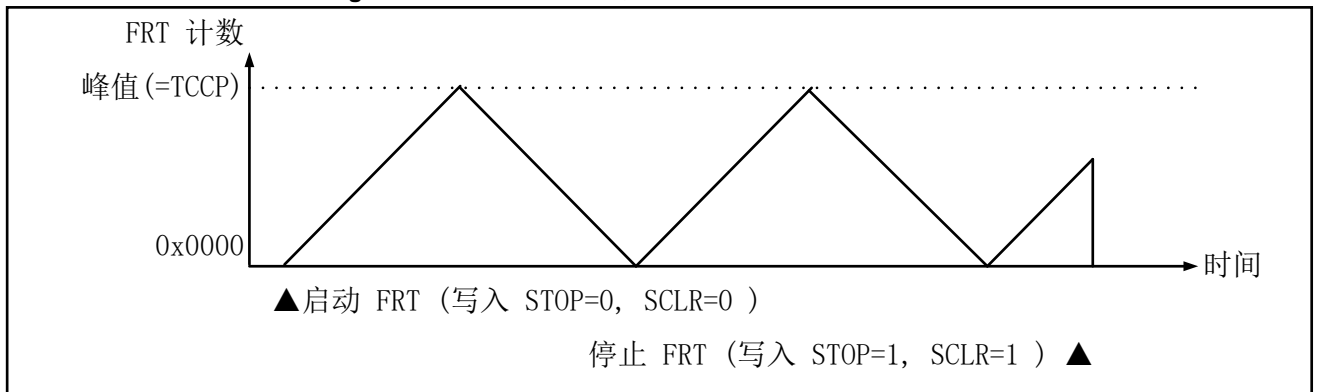 FRT 计数
峰值(=TCCP)
0x0000
时间
▲启动 FRT (写入 STOP=0, SCLR=0 )
停止 FRT (写入 STOP=1, SCLR=1 ) ▲